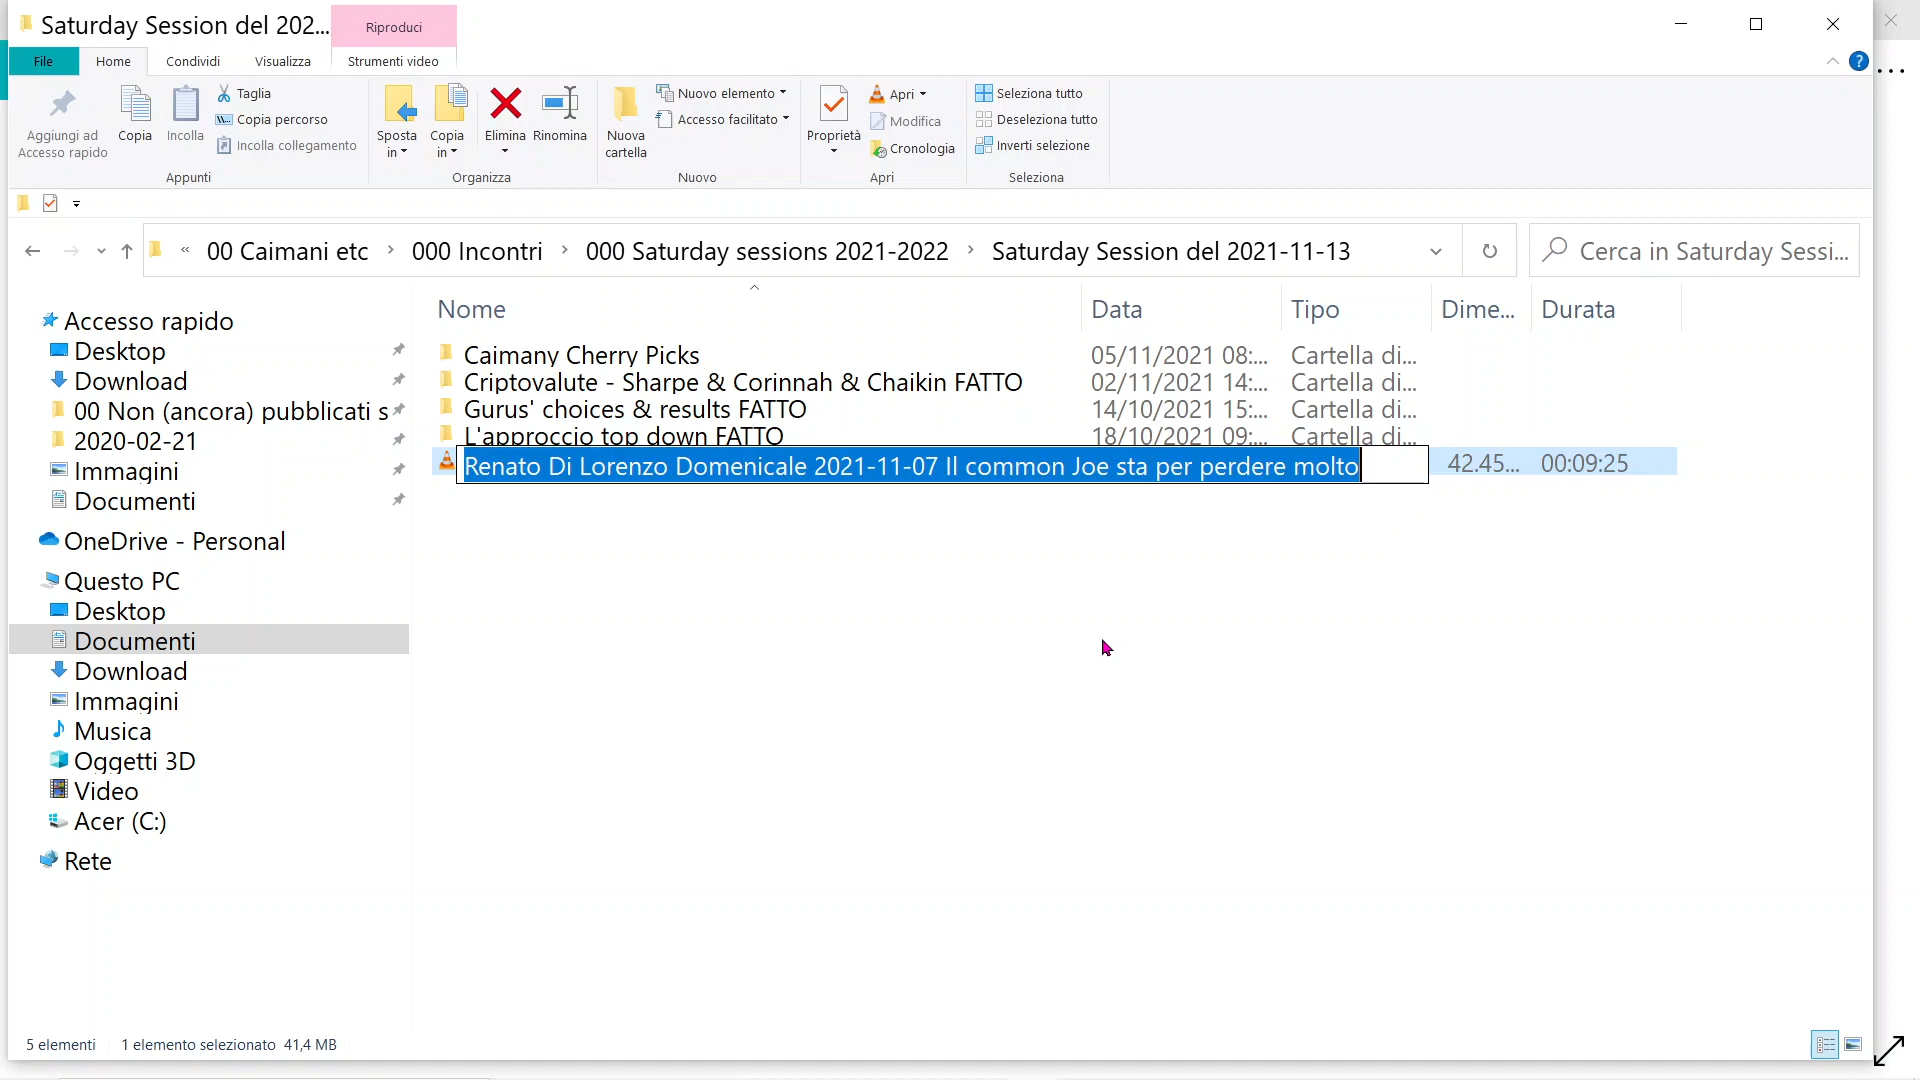 Saturday Session del 202...
Riproduci
File
Home
Condividi
Visualizza
Strumenti video
?
Aggiungi ad
Accesso rapido
Copia
Incolla
Taglia
Copia percorso
Incolla collegamento
Appunti
Sposta
in
Copia
in
Elimina
Rinomina
Organizza
Nuova
cartella
Nuovo elemento
Accesso facilitato
Nuovo
Proprietà
Apri
Modifica
Cronologia
Apri
Seleziona tutto
Deseleziona tutto
Inverti selezione
Seleziona
« 00 Caimani etc › 000 Incontri › 000 Saturday sessions 2021-2022 › Saturday Session del 2021-11-13
Cerca in Saturday Sessi...
Accesso rapido
Desktop
Download
00 Non (ancora) pubblicati s
2020-02-21
Immagini
Documenti
OneDrive - Personal
Questo PC
Desktop
Documenti
Download
Immagini
Musica
Oggetti 3D
Video
Acer (C:)
Rete
Nome Data Tipo Dime... Durata
Caimany Cherry Picks 05/11/2021 08:... Cartella di...
Criptovalute - Sharpe & Corinnah & Chaikin FATTO 02/11/2021 14:... Cartella di...
Gurus' choices & results FATTO 14/10/2021 15:... Cartella di...
L'approccio top down FATTO 18/10/2021 09:... Cartella di...
Renato Di Lorenzo Domenicale 2021-11-07 Il common Joe sta per perdere molto 42.45... 00:09:25
5 elementi 1 elemento selezionato 41,4 MB